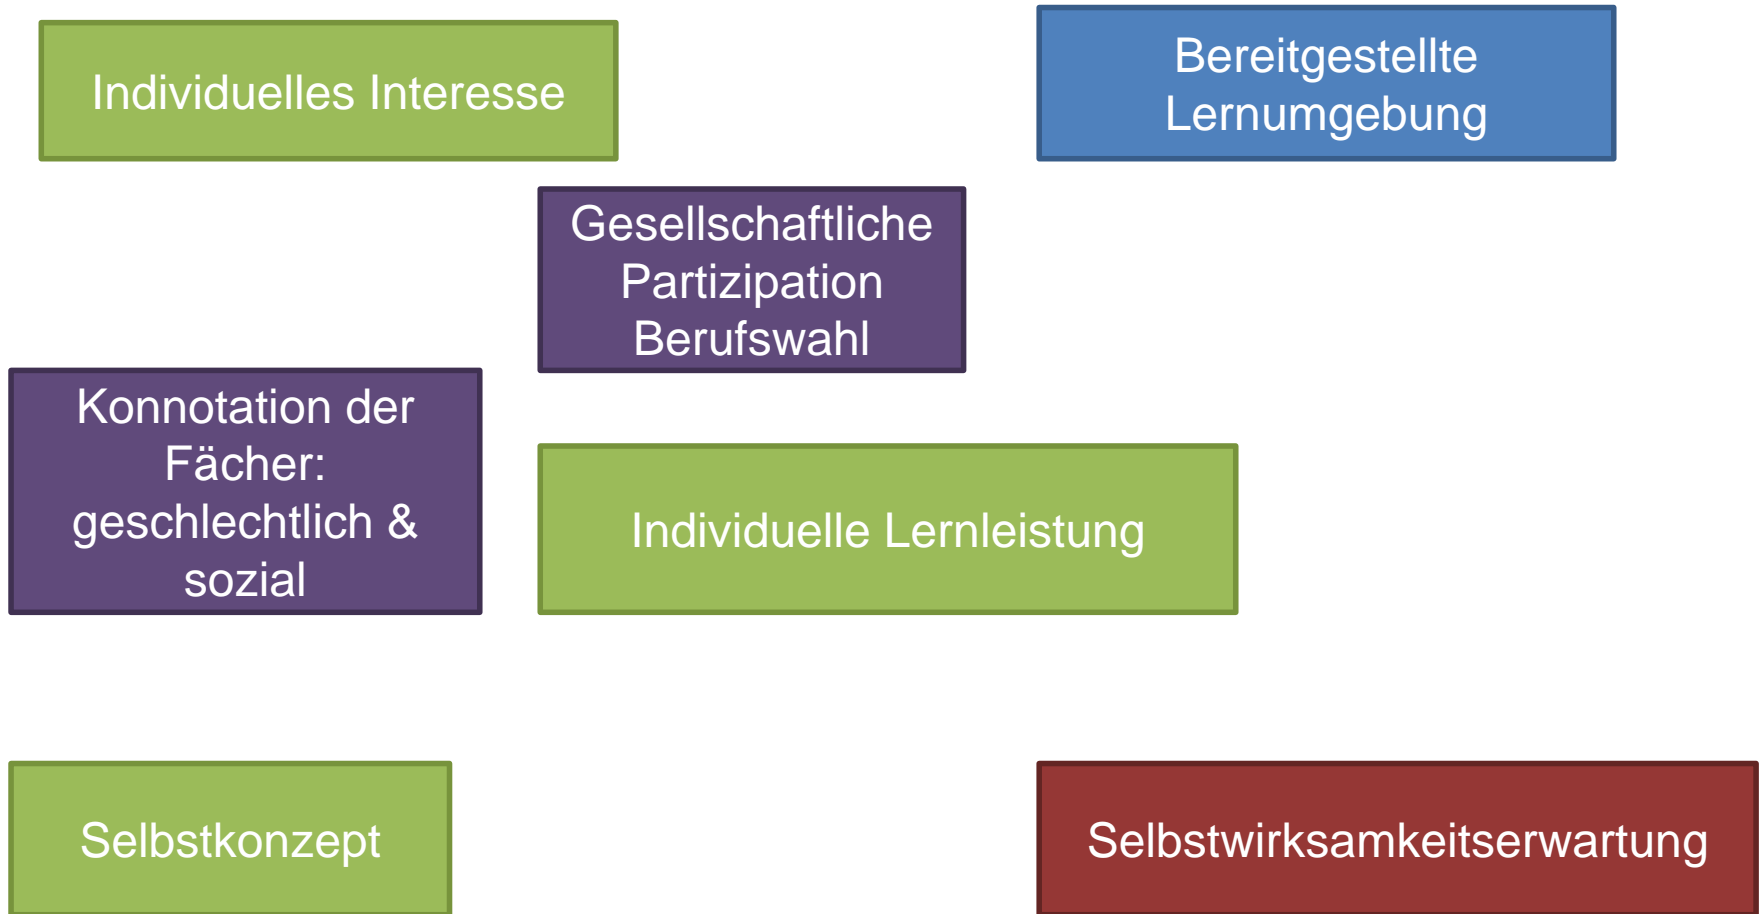 Individuelles Interesse
Bereitgestellte
Lernumgebung
Gesellschaftliche
Partizipation
Berufswahl
Konnotation der
Fächer:
geschlechtlich &
sozial
Individuelle Lernleistung
Selbstkonzept
Selbstwirksamkeitserwartung